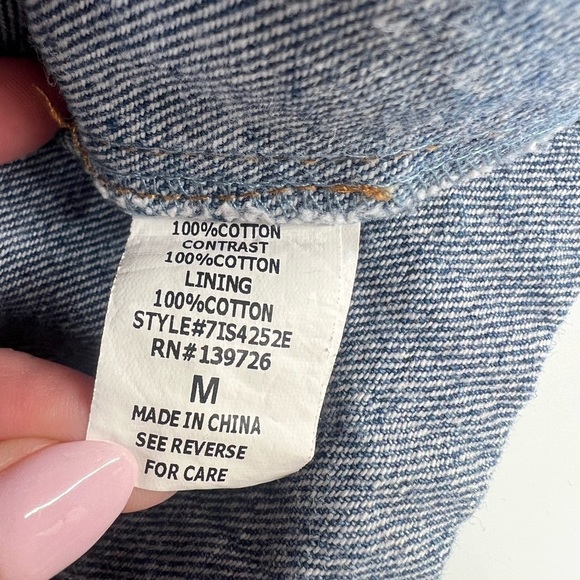 100%COTTON
CONTRAST
100%COTTON
LINING
100%COTTON
STYLE#7IS4252E
RN#139726
M
MADE IN CHINA
SEE REVERSE
FOR CARE